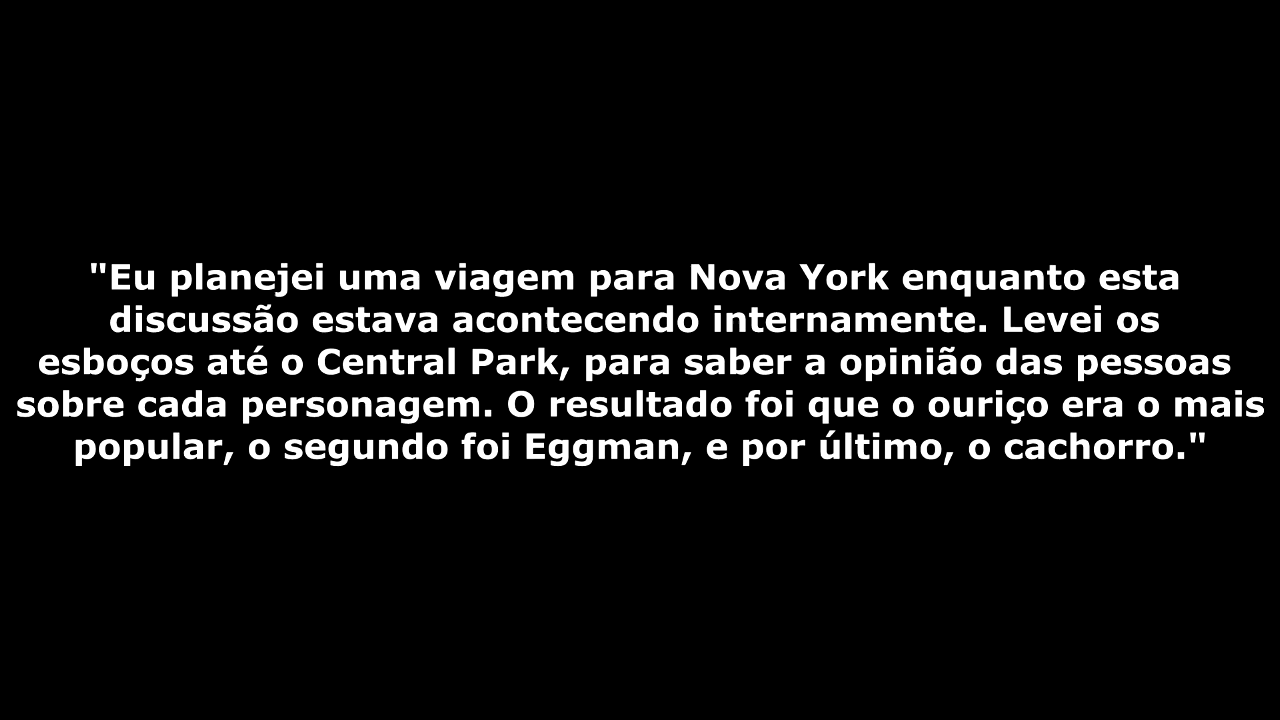 "Eu planejei uma viagem para Nova York enquanto esta
discussão estava acontecendo internamente. Levei os
esboços até o Central Park, para saber a opinião das pessoas
sobre cada personagem. O resultado foi que o ouriço era o mais
popular, o segundo foi Eggman, e por último, o cachorro."